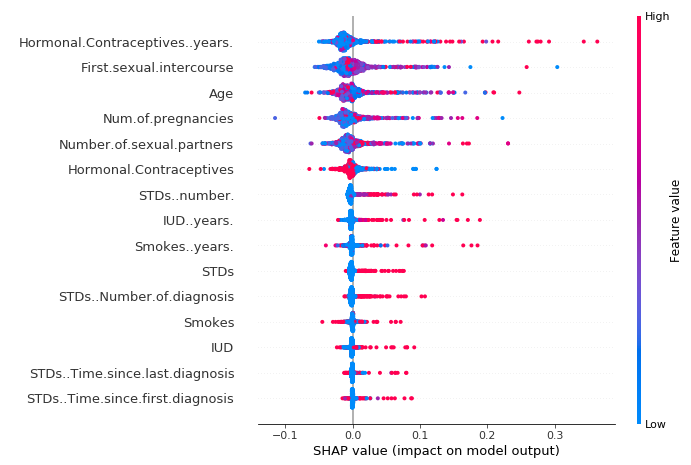 High
Hormonal.Contraceptives..years.
First.sexual.intercourse
Age
Num.of.pregnancies
Number.of.sexual.partners
Hormonal.Contraceptives
STDs..number.
IUD..years.
Smokes..years.
STDs
STDs..Number.of.diagnosis
Smokes
IUD
STDs..Time.since.last.diagnosis
STDs..Time.since.first.diagnosis
Feature value
Low
−0.1 0.0 0.1 0.2 0.3
SHAP value (impact on model output)